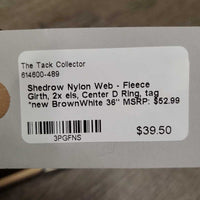 The Tack Collector
614600-489
Shedrow Nylon Web - Fleece
Girth, 2x els, Center D Ring, tag
*new BrownWhite 36" MSRP: $52.99
$39.50
3PGFNS